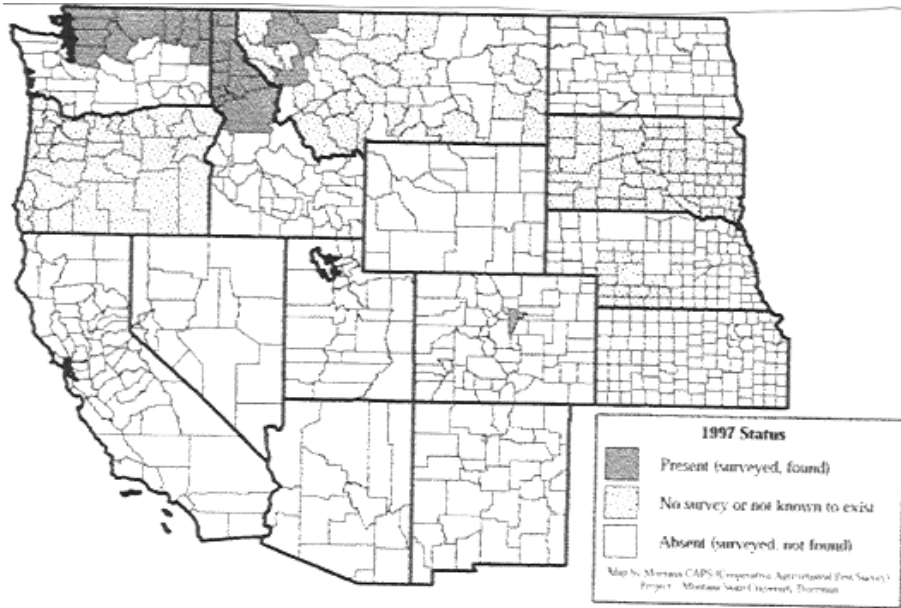 1997 Status
Present (surveyed, found)
No survey or not known to exist
Absent (surveyed, not found)
Map by Montana CAPS (Cooperative Agricultural Pest Survey)
Project Montana State University,